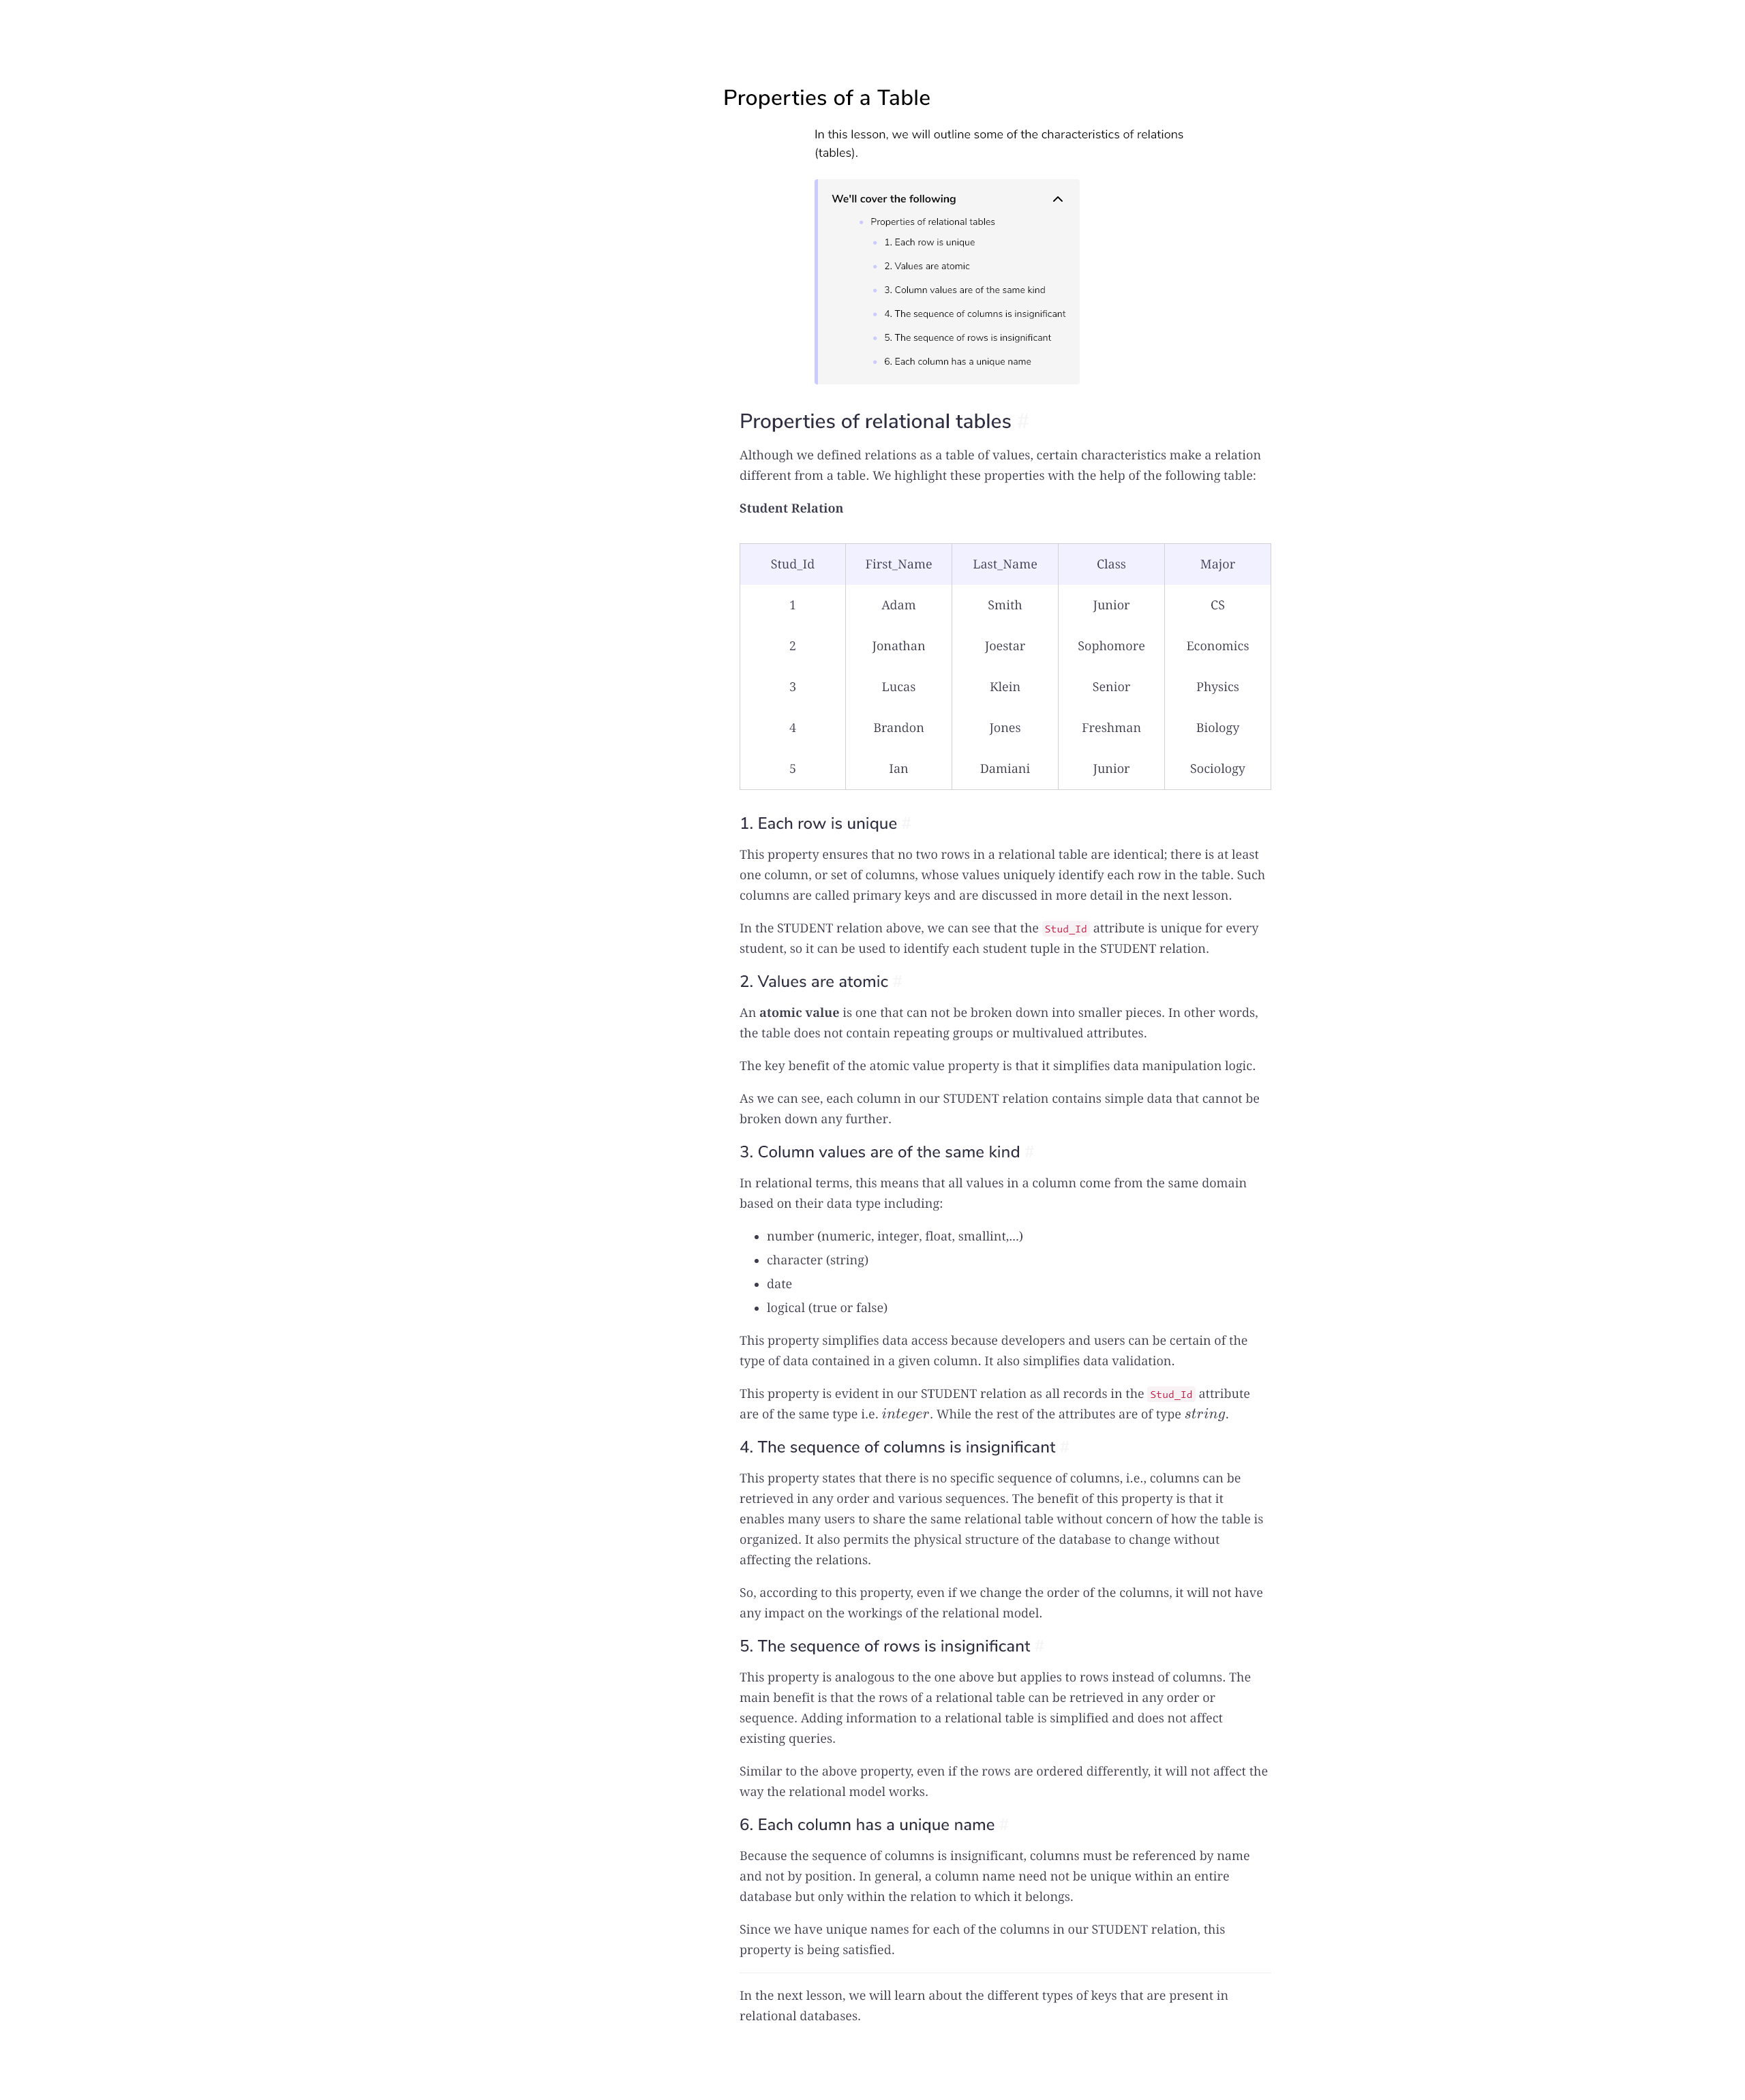 Properties of a Table
In this lesson, we will outline some of the characteristics of relations
(tables).
We'll cover the following
Properties of relational tables
1. Each row is unique
2. Values are atomic
3. Column values are of the same kind
4. The sequence of columns is insignificant
5. The sequence of rows is insignificant
6. Each column has a unique name
Properties of relational tables #
Although we defined relations as a table of values, certain characteristics make a relation
different from a table. We highlight these properties with the help of the following table:
Student Relation
Stud_Id First_Name Last_Name Class Major
1 Adam Smith Junior CS
2 Jonathan Joestar Sophomore Economics
3 Lucas Klein Senior Physics
4 Brandon Jones Freshman Biology
5 Ian Damiani Junior Sociology
1. Each row is unique #
This property ensures that no two rows in a relational table are identical; there is at least
one column, or set of columns, whose values uniquely identify each row in the table. Such
columns are called primary keys and are discussed in more detail in the next lesson.
In the STUDENT relation above, we can see that the Stud_Id attribute is unique for every
student, so it can be used to identify each student tuple in the STUDENT relation.
2. Values are atomic #
An atomic value is one that can not be broken down into smaller pieces. In other words,
the table does not contain repeating groups or multivalued attributes.
The key benefit of the atomic value property is that it simplifies data manipulation logic.
As we can see, each column in our STUDENT relation contains simple data that cannot be
broken down any further.
3. Column values are of the same kind #
In relational terms, this means that all values in a column come from the same domain
based on their data type including:
• number (numeric, integer, float, smallint,...)
• character (string)
• date
• logical (true or false)
This property simplifies data access because developers and users can be certain of the
type of data contained in a given column. It also simplifies data validation.
This property is evident in our STUDENT relation as all records in the Stud_Id attribute
are of the same type i.e. integer. While the rest of the attributes are of type string.
4. The sequence of columns is insignificant #
This property states that there is no specific sequence of columns, i.e., columns can be
retrieved in any order and various sequences. The benefit of this property is that it
enables many users to share the same relational table without concern of how the table is
organized. It also permits the physical structure of the database to change without
affecting the relations.
So, according to this property, even if we change the order of the columns, it will not have
any impact on the workings of the relational model.
5. The sequence of rows is insignificant #
This property is analogous to the one above but applies to rows instead of columns. The
main benefit is that the rows of a relational table can be retrieved in any order or
sequence. Adding information to a relational table is simplified and does not affect
existing queries.
Similar to the above property, even if the rows are ordered differently, it will not affect the
way the relational model works.
6. Each column has a unique name #
Because the sequence of columns is insignificant, columns must be referenced by name
and not by position. In general, a column name need not be unique within an entire
database but only within the relation to which it belongs.
Since we have unique names for each of the columns in our STUDENT relation, this
property is being satisfied.
In the next lesson, we will learn about the different types of keys that are present in
relational databases.